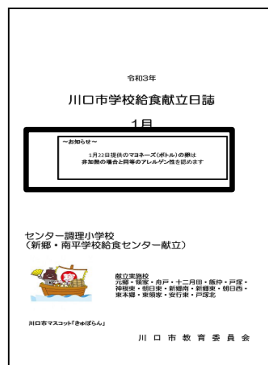 令和3年
川口市学校給食献立日誌
1月
～お知らせ～
1月22日提供のマヨネーズ(ボトル)の卵は
非加熱の場合と同等のアレルゲン性を認めます
センター調理小学校
（新郷・南平学校給食センター献立）
献立実施校
元郷・領家・舟戸・十二月田・飯仲・戸塚・
神根東・朝日東・新郷南・新郷東・朝日西・
東本郷・東領家・安行東・戸塚北
川口市マスコット「きゅぽらん」
川口市教育委員会